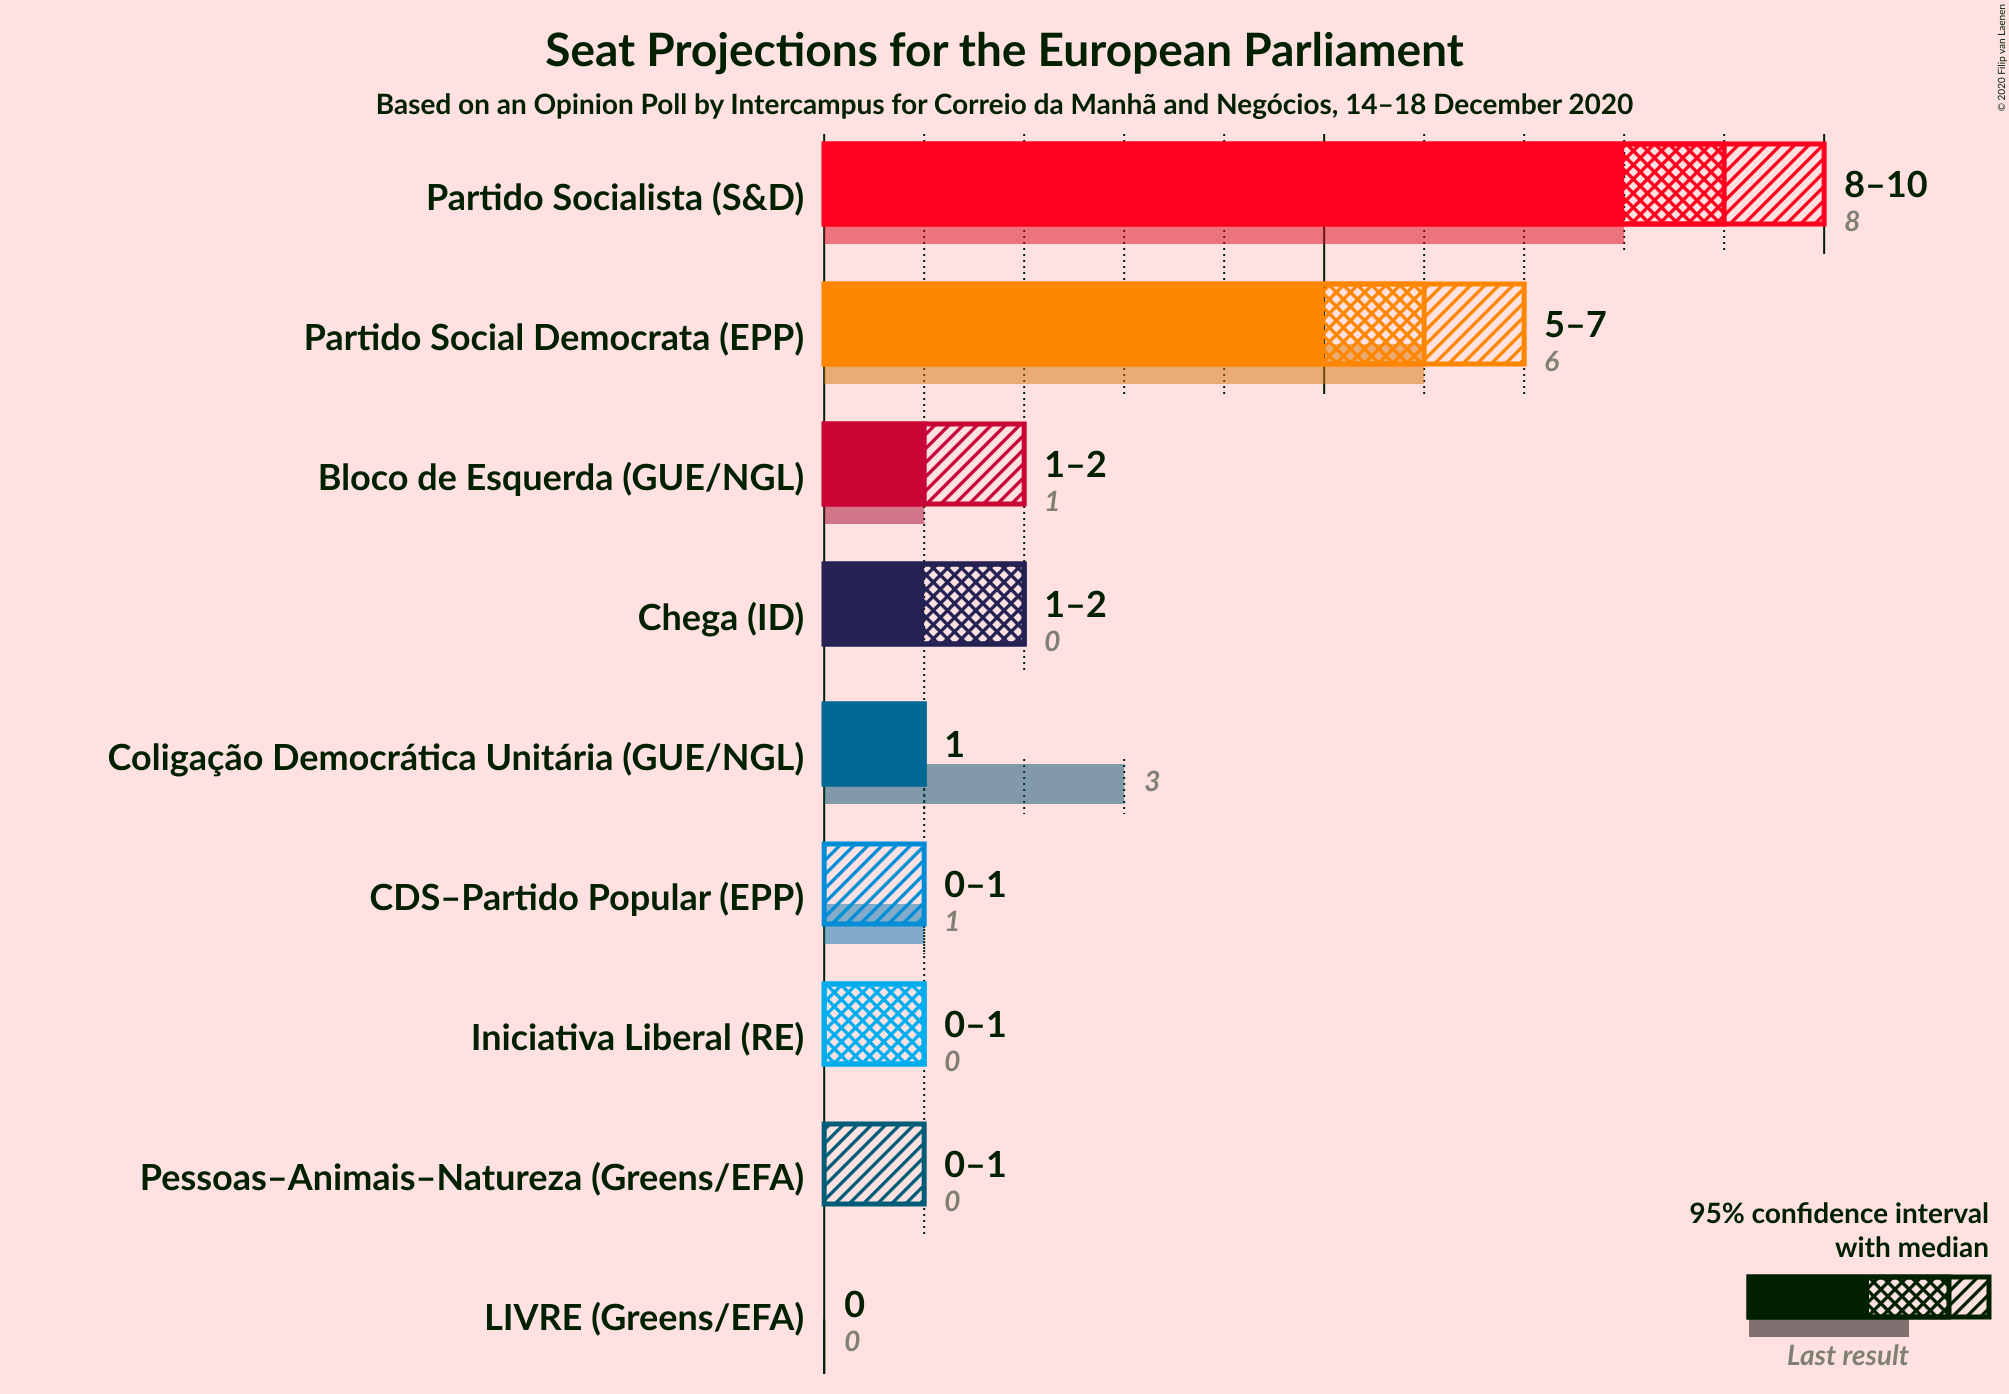 Seat Projections for the European Parliament
Based on an Opinion Poll by Intercampus for Correio da Manhã and Negócios, 14–18 December 2020
© 2020 Filip van Laenen
Partido Socialista (S&D)
8–10
8
Partido Social Democrata (EPP)
5–7
6
Bloco de Esquerda (GUE/NGL)
1–2
1
Chega (ID)
1–2
0
Coligação Democrática Unitária (GUE/NGL)
1
3
CDS–Partido Popular (EPP)
0–1
1
Iniciativa Liberal (RE)
0–1
0
Pessoas–Animais–Natureza (Greens/EFA)
0–1
0
LIVRE (Greens/EFA)
0
0
95% confidence interval
with median
Last result